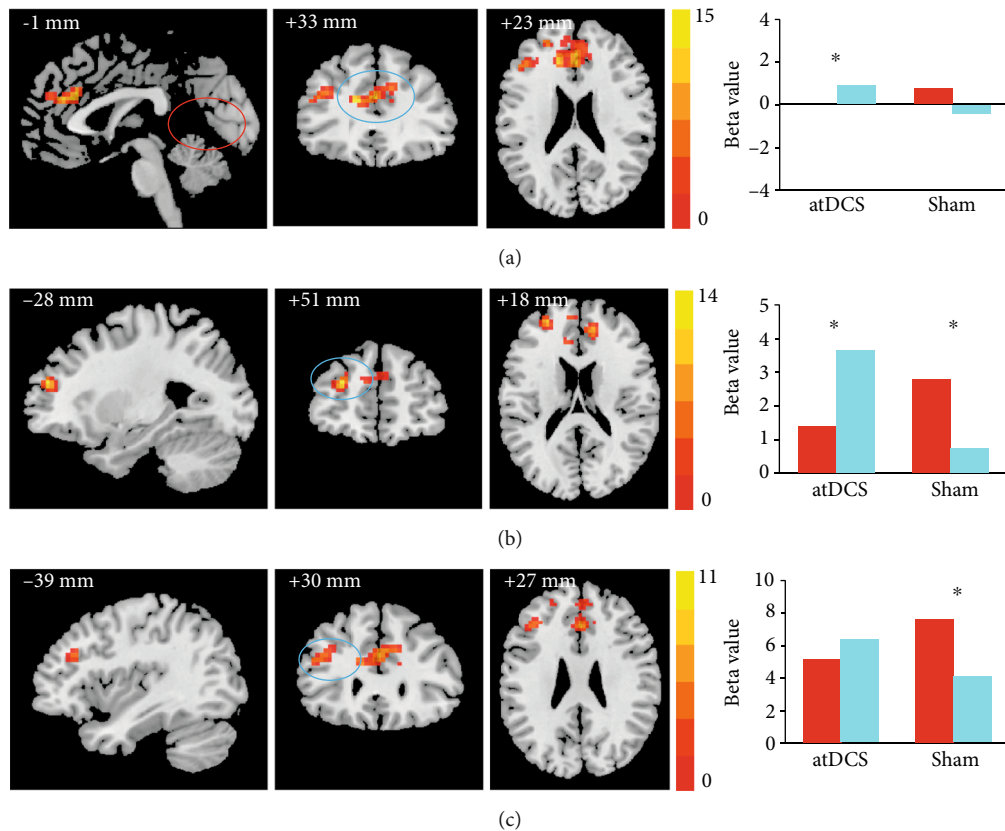 -1 mm
+33 mm
+23 mm
15
0
Beta value
4
2
0
–2
–4
*
atDCS
Sham
(a)
–28 mm
+51 mm
+18 mm
14
0
Beta value
5
4
3
2
1
0
*
*
atDCS
Sham
(b)
–39 mm
+30 mm
+27 mm
11
0
Beta value
10
8
6
4
2
0
*
atDCS
Sham
(c)